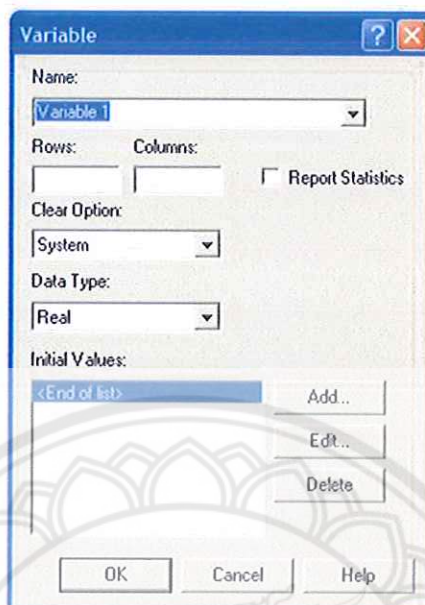 Variable
Name:
Variable 1
Rows: Columns:
Report Statistics
Clear Option:
System
Data Type:
Real
Initial Values:
<End of list>
Add...
Edit...
Delete
OK Cancel Help